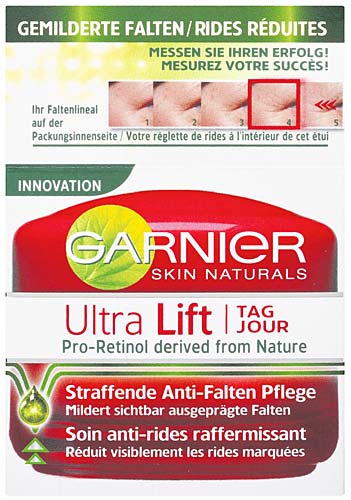 GEMILDERTE FALTEN/RIDES RÉDUITES
MESSEN SIE IHREN ERFOLG!
MESUREZ VOTRE SUCCÈS!
1 2 3 4 5
Ihr Faltenlineal
auf der
Packungsinnenseite / Votre réglette de rides à l'intérieur de cet étui
INNOVATION
GARNIER
SKIN NATURALS
Ultra Lift | TAG
JOUR
Pro-Retinol derived from Nature
Straffende Anti-Falten Pflege
Mildert sichtbar ausgeprägte Falten
Soin anti-rides raffermissant
Réduit visiblement les rides marquées